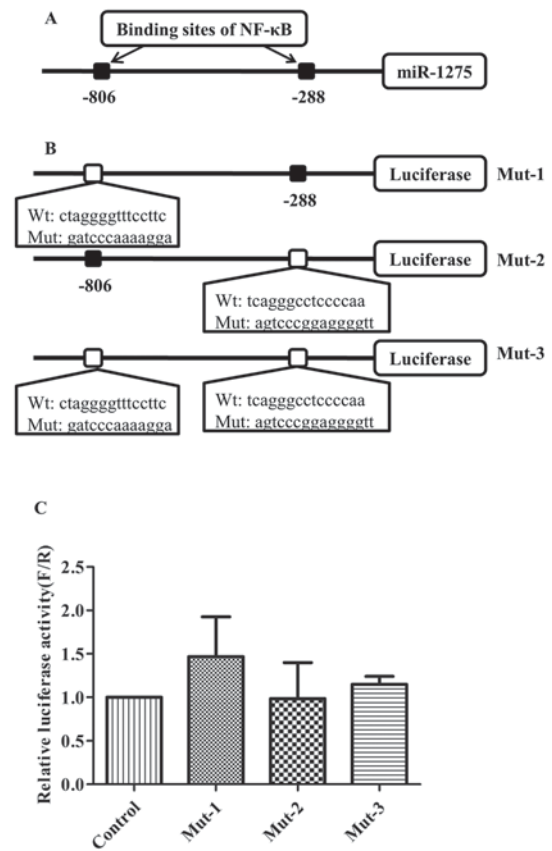 A
Binding sites of NF-κB
miR-1275
-806
-288
B
Luciferase
Mut-1
-288
Wt: ctaggggtttccttc
Mut: gatcccaaaagga
Luciferase
Mut-2
-806
Wt: tcagggcctccccaa
Mut: agtcccggaggggtt
Luciferase
Mut-3
Wt: ctaggggtttccttc
Mut: gatcccaaaagga
Wt: tcagggcctccccaa
Mut: agtcccggaggggtt
C
Relative luciferase activity(F/R)
2.5
2.0
1.5
1.0
0.5
0.0
Control
Mut-1
Mut-2
Mut-3